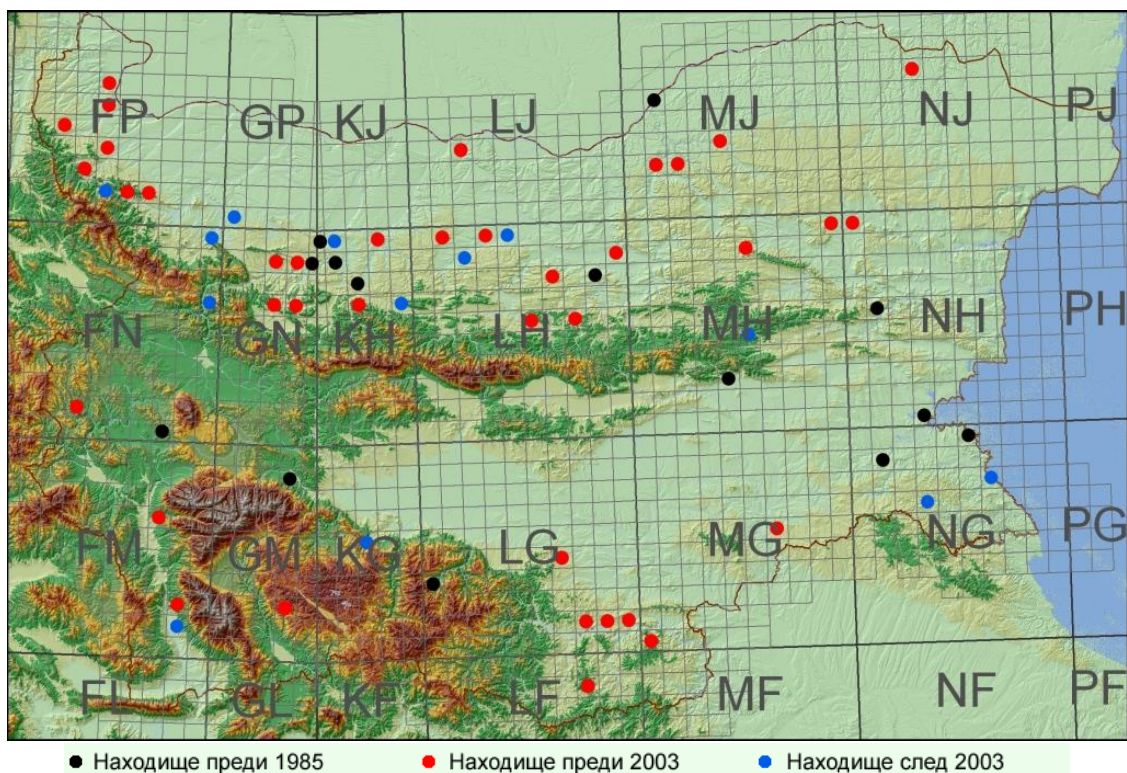 FP GP KJ LJ MJ NJ PJ
FN GN KH LH MH NH PH
FM GM KG LG MG NG PG
FL GL KF LF MF NF PF
Находище преди 1985 Находище преди 2003 Находище след 2003